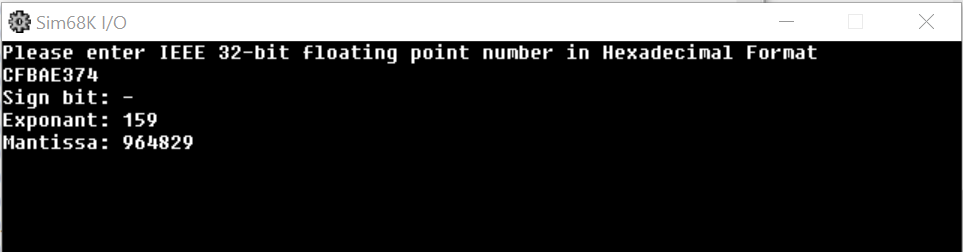 Sim68K I/O
Please enter IEEE 32-bit floating point number in Hexadecimal Format
CFBAE374
Sign bit: -
Exponant: 159
Mantissa: 964829